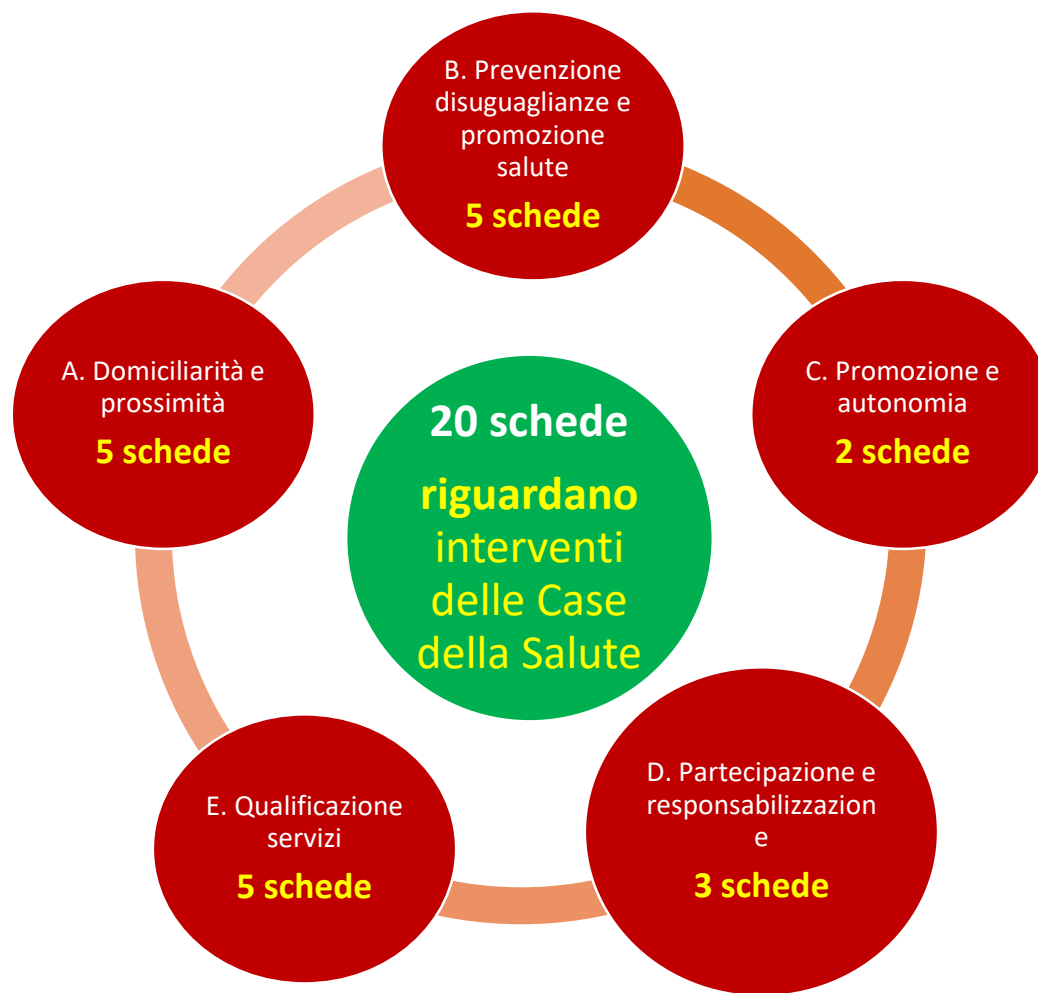 B. Prevenzione
disuguaglianze e
promozione
salute
5 schede
A. Domiciliarità e
prossimità
5 schede
C. Promozione e
autonomia
2 schede
20 schede
riguardano
interventi
delle Case
della Salute
D. Partecipazione e
responsabilizzazion
e
3 schede
E. Qualificazione
servizi
5 schede